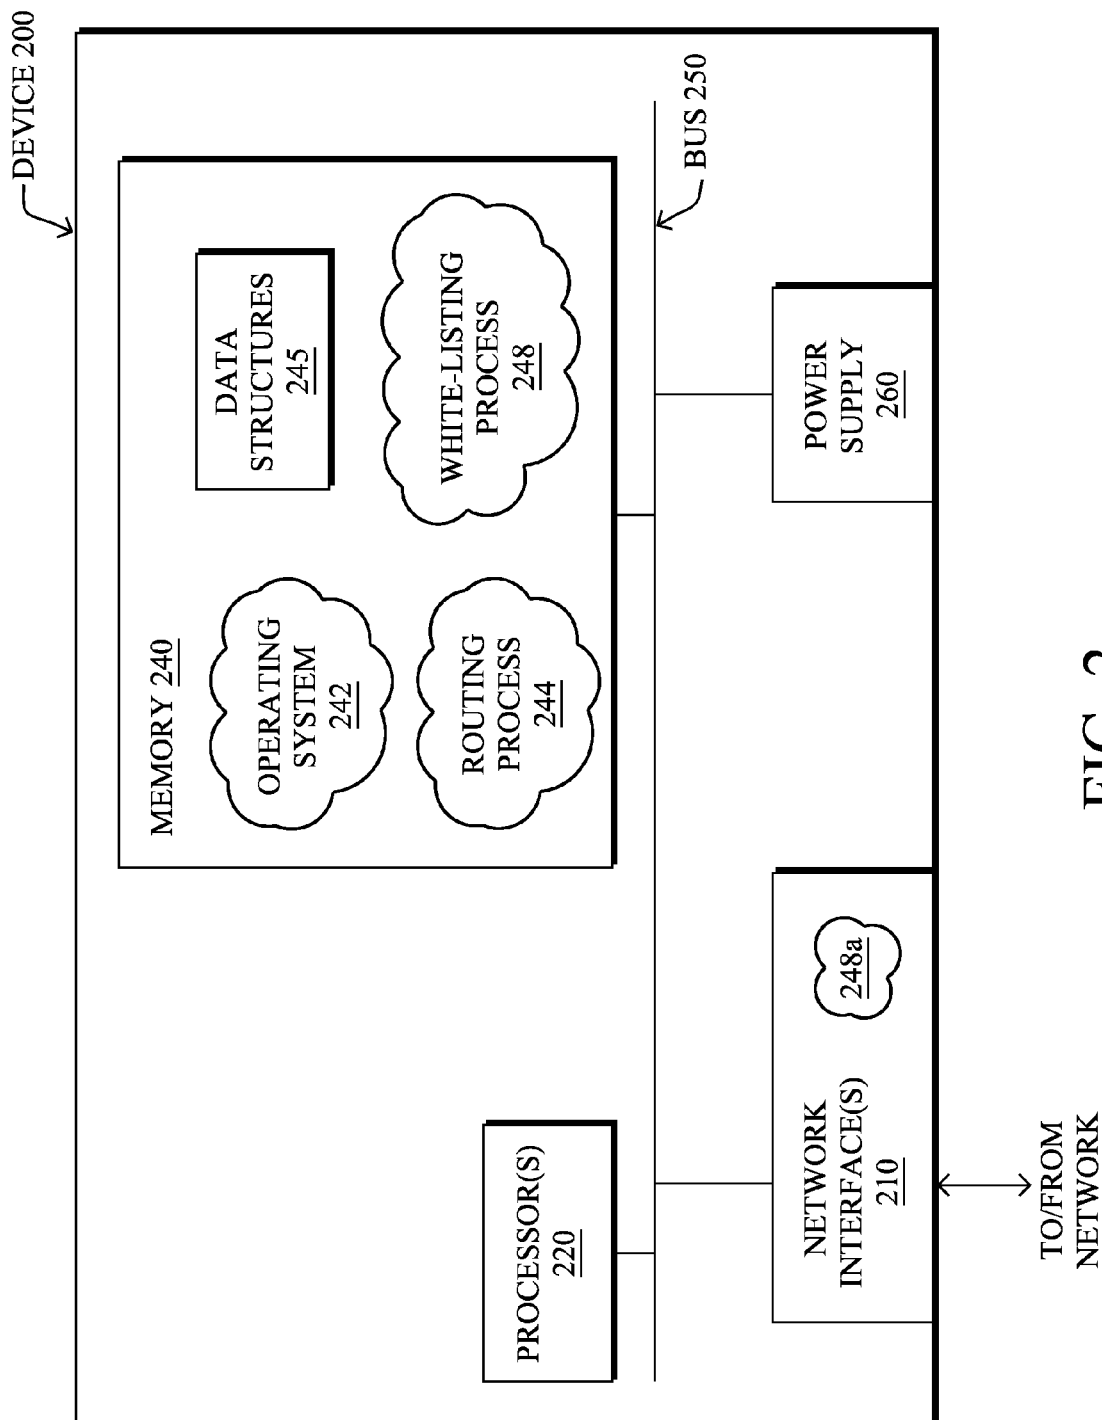 DEVICE 200
MEMORY 240
OPERATING
SYSTEM
242
DATA
STRUCTURES
245
ROUTING
PROCESS
244
WHITE-LISTING
PROCESS
248
PROCESSOR(S)
220
BUS 250
NETWORK
INTERFACE(S)
210
248a
POWER
SUPPLY
260
TO/FROM
NETWORK
FIG. 2